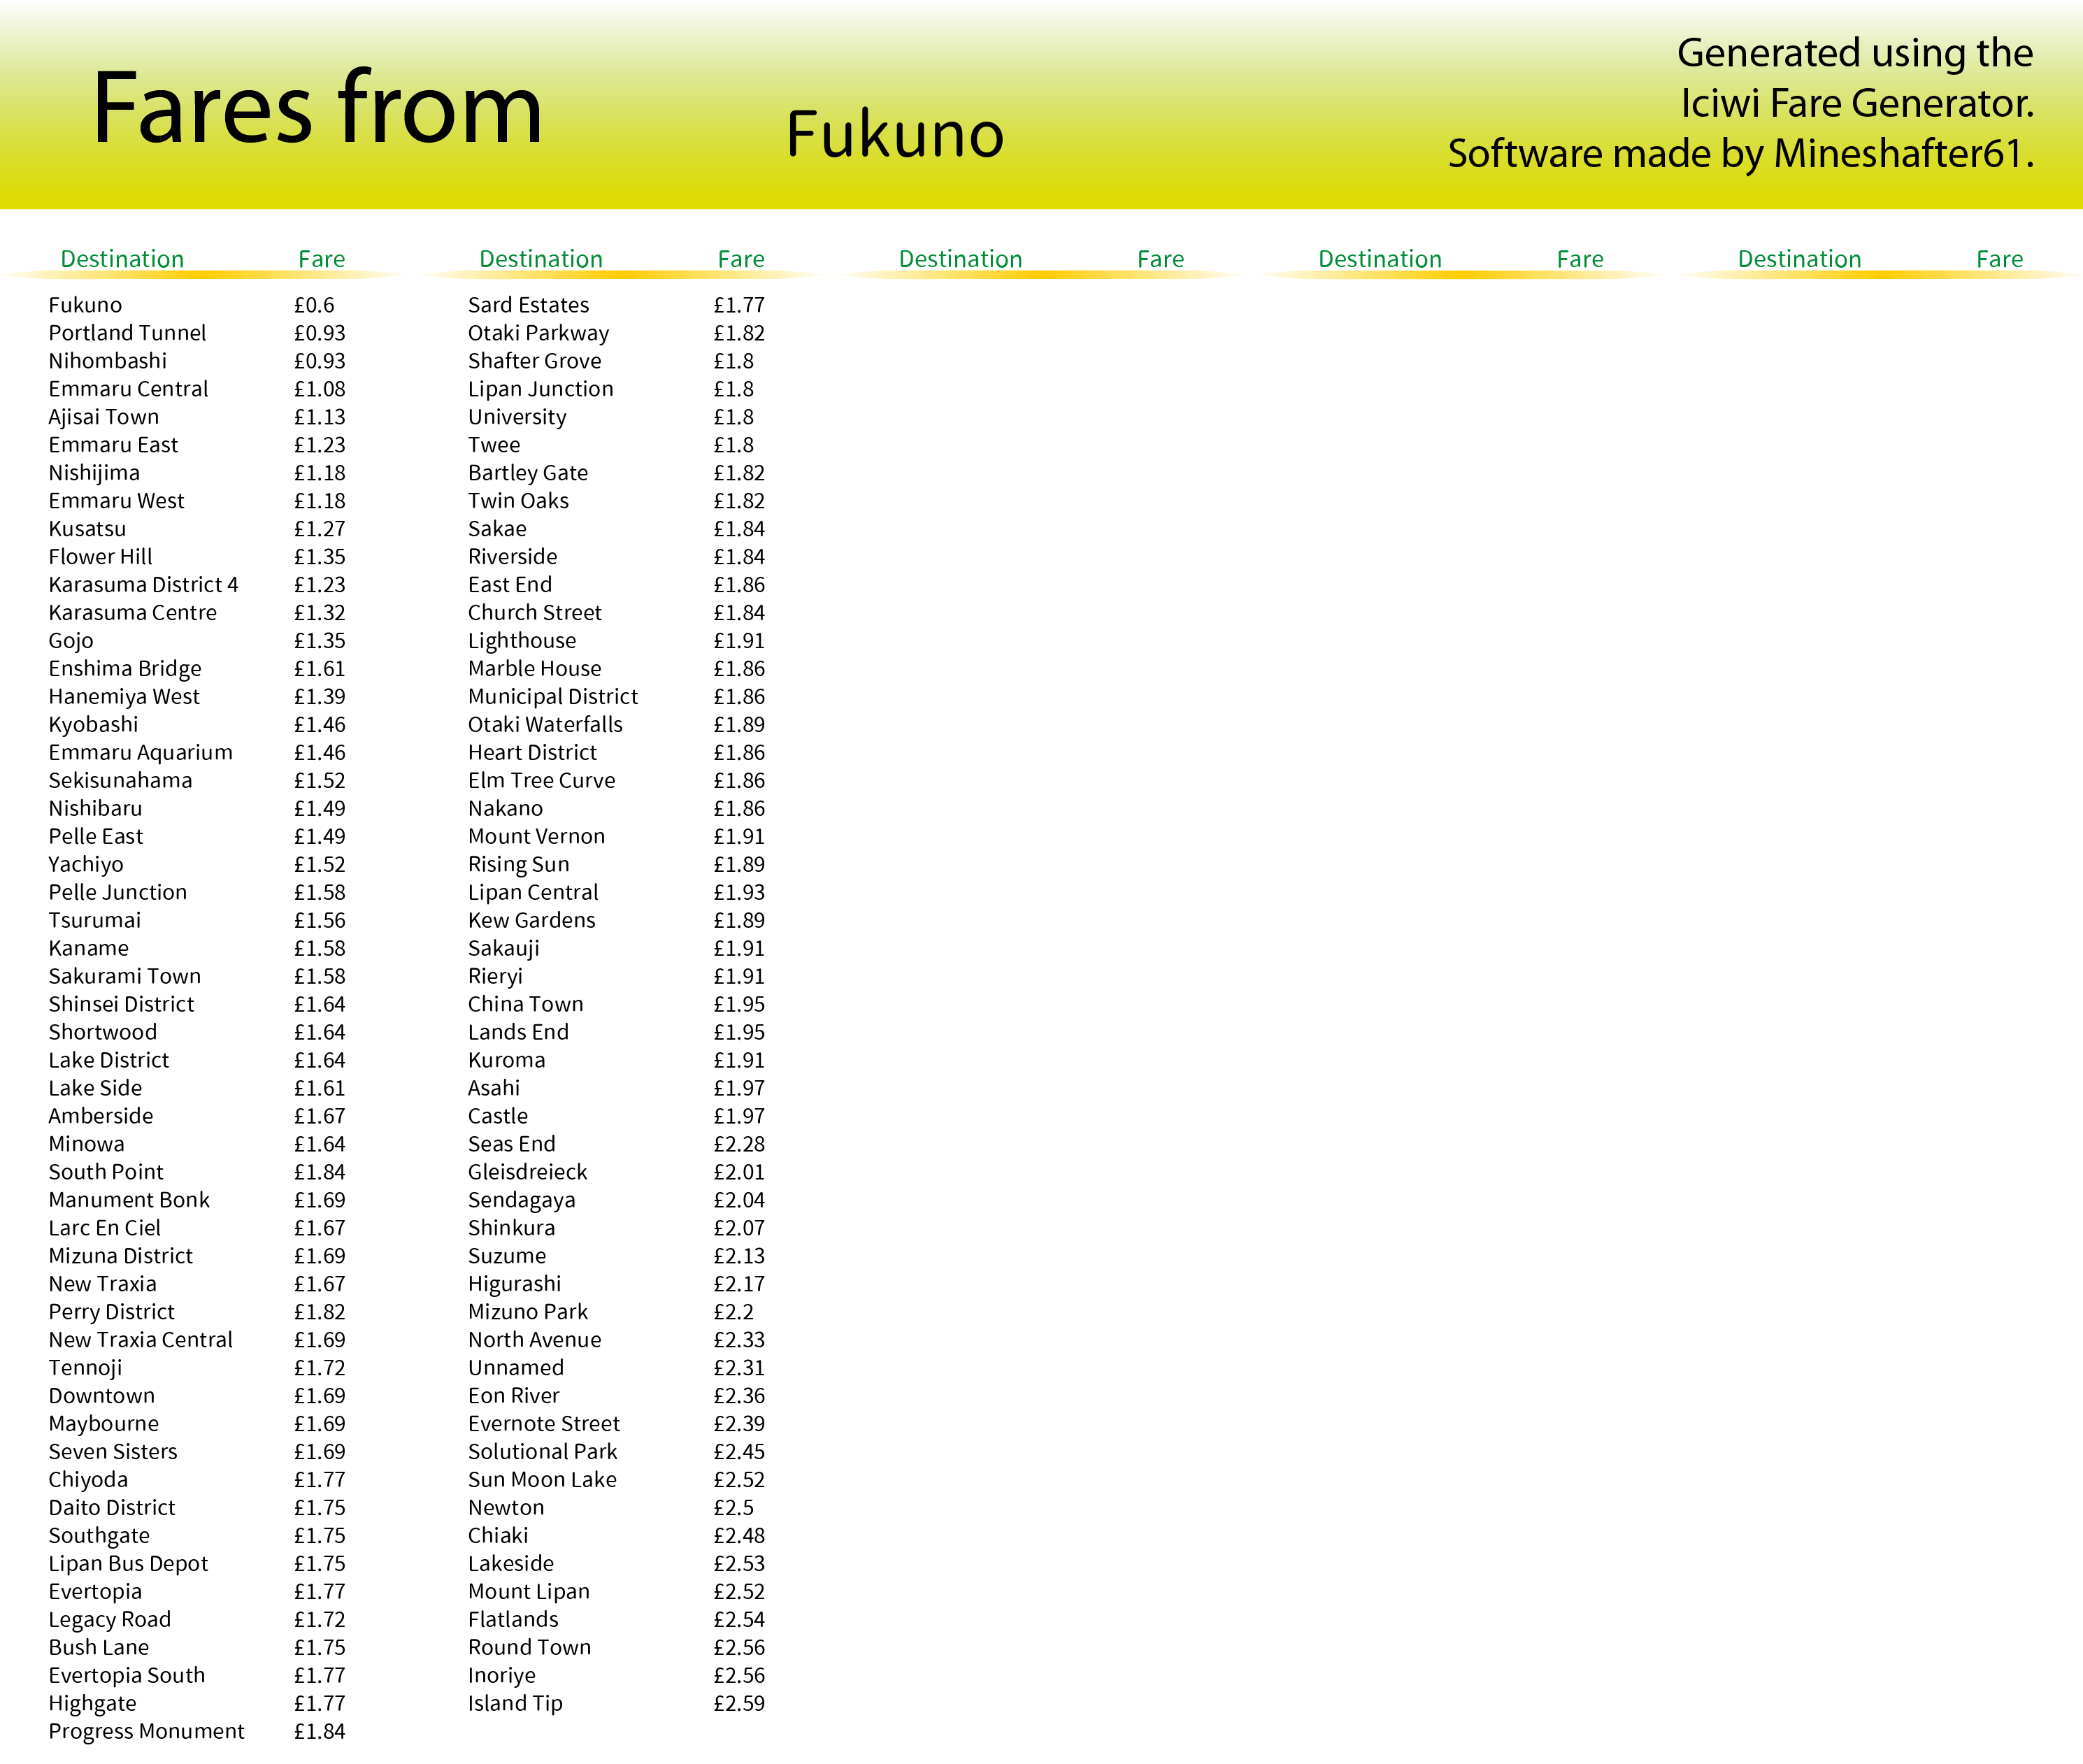 Fares from
Fukuno
Generated using the
Iciwi Fare Generator.
Software made by Mineshafter61.
Destination Fare
Fukuno £0.6
Portland Tunnel £0.93
Nihombashi £0.93
Emmaru Central £1.08
Ajisai Town £1.13
Emmaru East £1.23
Nishijima £1.18
Emmaru West £1.18
Kusatsu £1.27
Flower Hill £1.35
Karasuma District 4 £1.23
Karasuma Centre £1.32
Gojo £1.35
Enshima Bridge £1.61
Hanemiya West £1.39
Kyobashi £1.46
Emmaru Aquarium £1.46
Sekisunahama £1.52
Nishibaru £1.49
Pelle East £1.49
Yachiyo £1.52
Pelle Junction £1.58
Tsurumai £1.56
Kaname £1.58
Sakurami Town £1.58
Shinsei District £1.64
Shortwood £1.64
Lake District £1.64
Lake Side £1.61
Amberside £1.67
Minowa £1.64
South Point £1.84
Manument Bonk £1.69
Larc En Ciel £1.67
Mizuna District £1.69
New Traxia £1.67
Perry District £1.82
New Traxia Central £1.69
Tennoji £1.72
Downtown £1.69
Maybourne £1.69
Seven Sisters £1.69
Chiyoda £1.77
Daito District £1.75
Southgate £1.75
Lipan Bus Depot £1.75
Evertopia £1.77
Legacy Road £1.72
Bush Lane £1.75
Evertopia South £1.77
Highgate £1.77
Progress Monument £1.84
Destination Fare
Sard Estates £1.77
Otaki Parkway £1.82
Shafter Grove £1.8
Lipan Junction £1.8
University £1.8
Twee £1.8
Bartley Gate £1.82
Twin Oaks £1.82
Sakae £1.84
Riverside £1.84
East End £1.86
Church Street £1.84
Lighthouse £1.91
Marble House £1.86
Municipal District £1.86
Otaki Waterfalls £1.89
Heart District £1.86
Elm Tree Curve £1.86
Nakano £1.86
Mount Vernon £1.91
Rising Sun £1.89
Lipan Central £1.93
Kew Gardens £1.89
Sakauji £1.91
Rieryi £1.91
China Town £1.95
Lands End £1.95
Kuroma £1.91
Asahi £1.97
Castle £1.97
Seas End £2.28
Gleisdreieck £2.01
Sendagaya £2.04
Shinkura £2.07
Suzume £2.13
Higurashi £2.17
Mizuno Park £2.2
North Avenue £2.33
Unnamed £2.31
Eon River £2.36
Evernote Street £2.39
Solutional Park £2.45
Sun Moon Lake £2.52
Newton £2.5
Chiaki £2.48
Lakeside £2.53
Mount Lipan £2.52
Flatlands £2.54
Round Town £2.56
Inoriye £2.56
Island Tip £2.59
Destination Fare
Destination Fare
Destination Fare